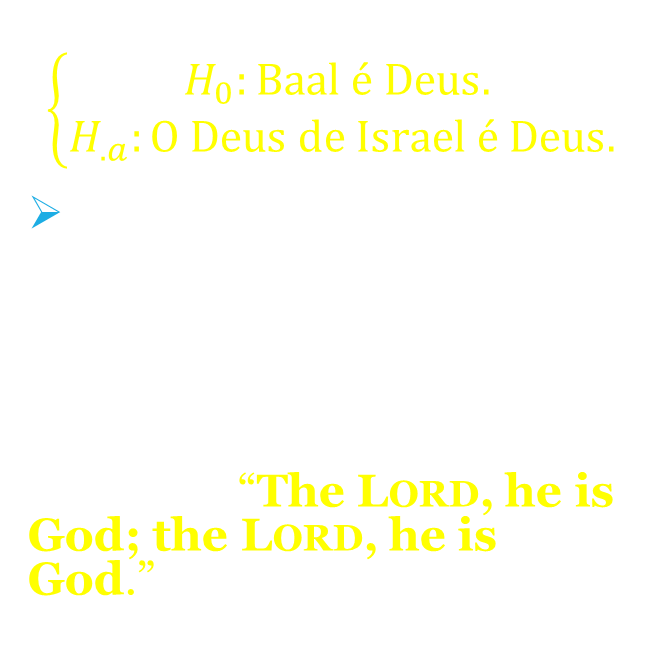 H₀: Baal é Deus.
H.ₐ: O Deus de Israel é Deus.
“The LORD, he is
God; the LORD, he is
God.”